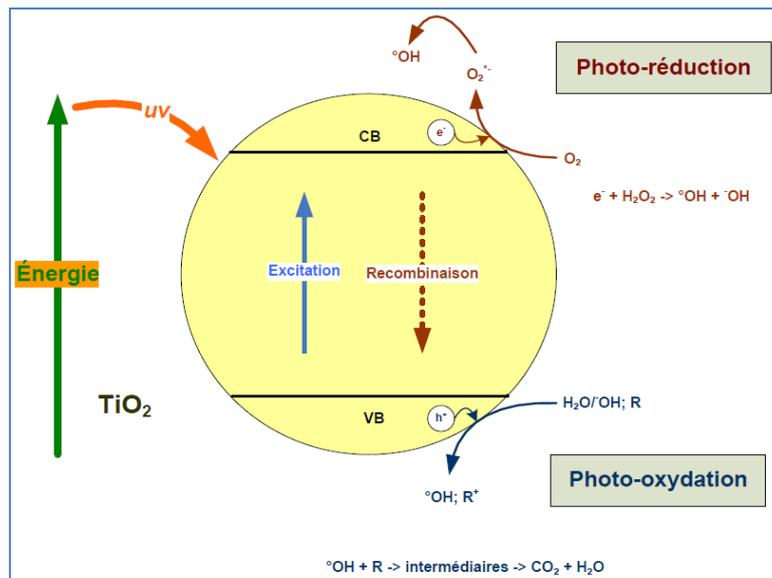 °OH
O₂°⁻
Photo-réduction
uv
CB
e⁻
O₂
e⁻ + H₂O₂ -> °OH + ⁻OH
Énergie
Excitation
Recombinaison
TiO₂
VB
h⁺
H₂O/⁻OH; R
°OH; R⁺
Photo-oxydation
°OH + R -> intermédiaires -> CO₂ + H₂O